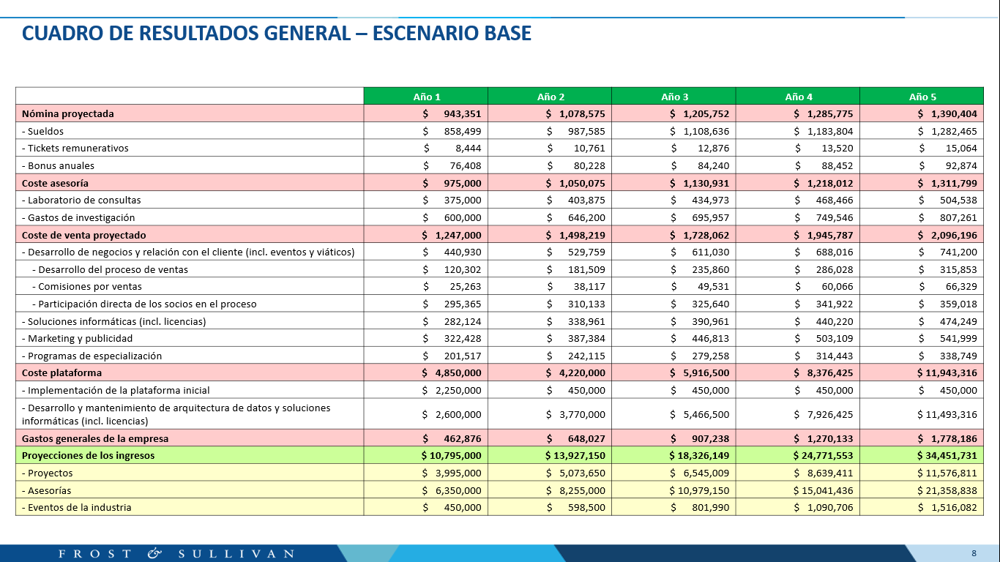 CUADRO DE RESULTADOS GENERAL – ESCENARIO BASE
Año 1 Año 2 Año 3 Año 4 Año 5
Nómina proyectada $ 943,351 $ 1,078,575 $ 1,205,752 $ 1,285,775 $ 1,390,404
- Sueldos $ 858,499 $ 987,585 $ 1,108,636 $ 1,183,804 $ 1,282,465
- Tickets remunerativos $ 8,444 $ 10,761 $ 12,876 $ 13,520 $ 15,064
- Bonus anuales $ 76,408 $ 80,228 $ 84,240 $ 88,452 $ 92,874
Coste asesoría $ 975,000 $ 1,050,075 $ 1,130,931 $ 1,218,012 $ 1,311,799
- Laboratorio de consultas $ 375,000 $ 403,875 $ 434,973 $ 468,466 $ 504,538
- Gastos de investigación $ 600,000 $ 646,200 $ 695,957 $ 749,546 $ 807,261
Coste de venta proyectado $ 1,247,000 $ 1,498,219 $ 1,728,062 $ 1,945,787 $ 2,096,196
- Desarrollo de negocios y relación con el cliente (incl. eventos y viáticos) $ 440,930 $ 529,759 $ 611,030 $ 688,016 $ 741,200
- Desarrollo del proceso de ventas $ 120,302 $ 181,509 $ 235,860 $ 286,028 $ 315,853
- Comisiones por ventas $ 25,263 $ 38,117 $ 49,531 $ 60,066 $ 66,329
- Participación directa de los socios en el proceso $ 295,365 $ 310,133 $ 325,640 $ 341,922 $ 359,018
- Soluciones informáticas (incl. licencias) $ 282,124 $ 338,961 $ 390,961 $ 440,220 $ 474,249
- Marketing y publicidad $ 322,428 $ 387,384 $ 446,813 $ 503,109 $ 541,999
- Programas de especialización $ 201,517 $ 242,115 $ 279,258 $ 314,443 $ 338,749
Coste plataforma $ 4,850,000 $ 4,220,000 $ 5,916,500 $ 8,376,425 $ 11,943,316
- Implementación de la plataforma inicial $ 2,250,000 $ 450,000 $ 450,000 $ 450,000 $ 450,000
- Desarrollo y mantenimiento de arquitectura de datos y soluciones
informáticas (incl. licencias) $ 2,600,000 $ 3,770,000 $ 5,466,500 $ 7,926,425 $ 11,493,316
Gastos generales de la empresa $ 462,876 $ 648,027 $ 907,238 $ 1,270,133 $ 1,778,186
Proyecciones de los ingresos $ 10,795,000 $ 13,927,150 $ 18,326,149 $ 24,771,553 $ 34,451,731
- Proyectos $ 3,995,000 $ 5,073,650 $ 6,545,009 $ 8,639,411 $ 11,576,811
- Asesorías $ 6,350,000 $ 8,255,000 $ 10,979,150 $ 15,041,436 $ 21,358,838
- Eventos de la industria $ 450,000 $ 598,500 $ 801,990 $ 1,090,706 $ 1,516,082
FROST & SULLIVAN
8